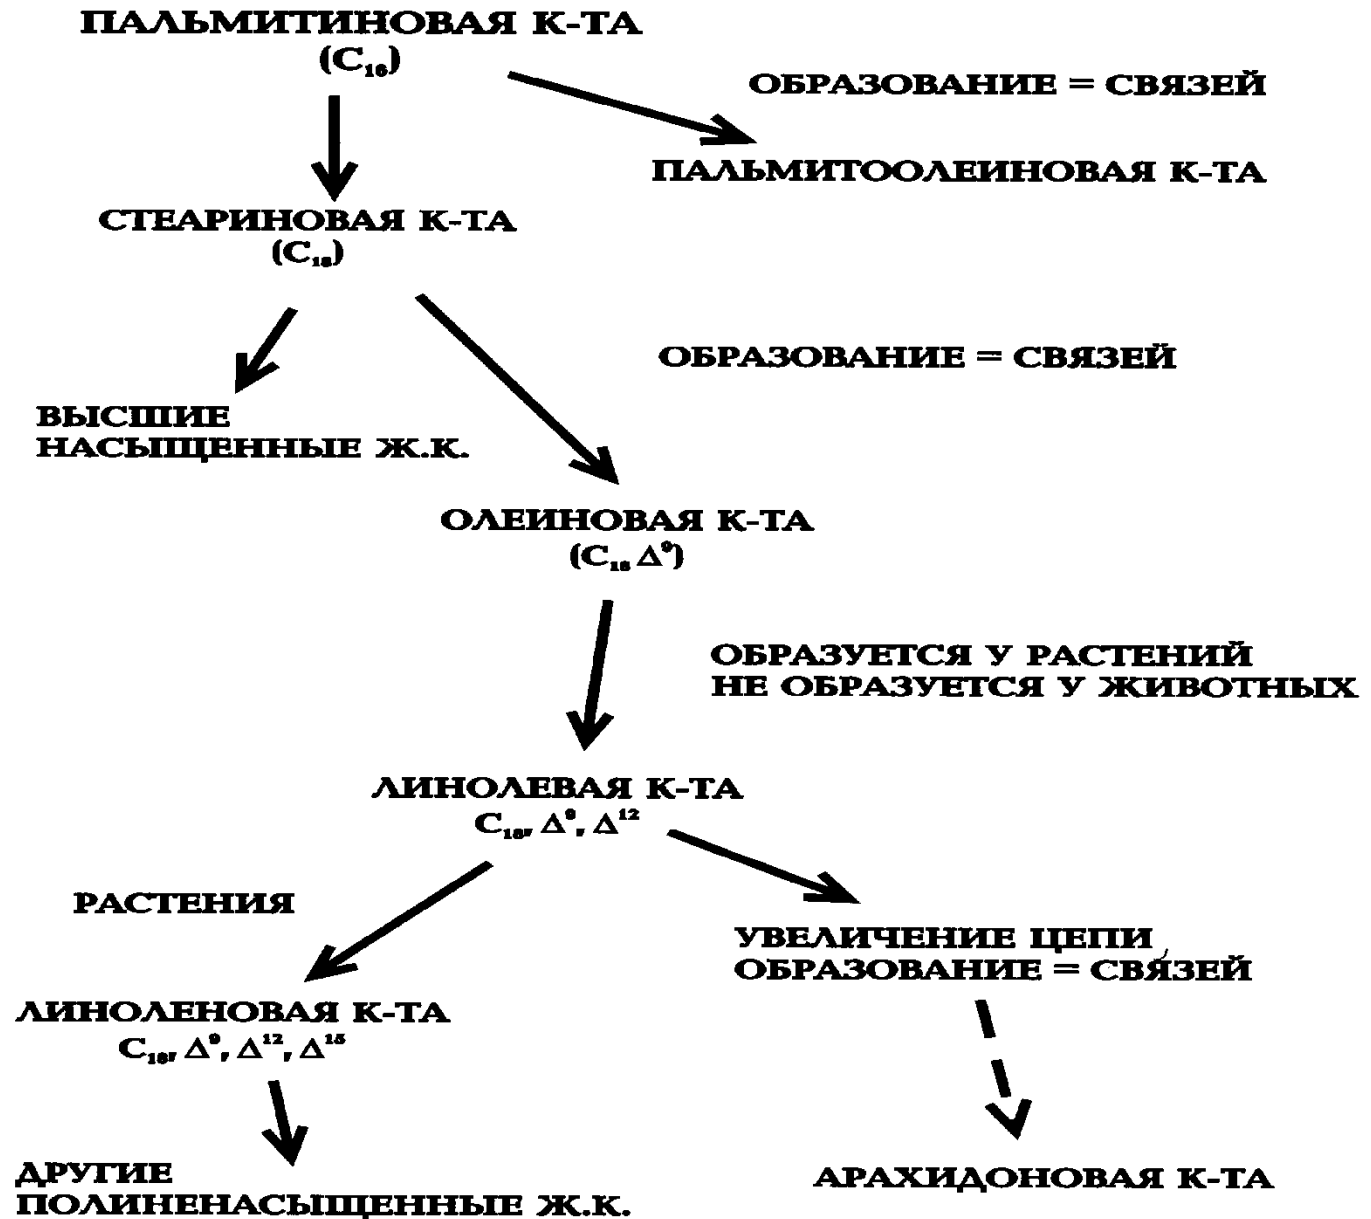 ПАЛЬМИТИНОВАЯ К-ТА
(C₁₆)
ОБРАЗОВАНИЕ = СВЯЗЕЙ
ПАЛЬМИТООЛЕИНОВАЯ К-ТА
СТЕАРИНОВАЯ К-ТА
(C₁₈)
ОБРАЗОВАНИЕ = СВЯЗЕЙ
ВЫСШИЕ
НАСЫЩЕННЫЕ Ж.К.
ОЛЕИНОВАЯ К-ТА
(C₁₈ Δ⁹)
ОБРАЗУЕТСЯ У РАСТЕНИЙ
НЕ ОБРАЗУЕТСЯ У ЖИВОТНЫХ
ЛИНОЛЕВАЯ К-ТА
C₁₈, Δ⁹, Δ¹²
РАСТЕНИЯ
УВЕЛИЧЕНИЕ ЦЕПИ
ОБРАЗОВАНИЕ = СВЯЗЕЙ
ЛИНОЛЕНОВАЯ К-ТА
C₁₈, Δ⁹, Δ¹², Δ¹⁵
ДРУГИЕ
ПОЛИНЕНАСЫЩЕННЫЕ Ж.К.
АРАХИДОНОВАЯ К-ТА